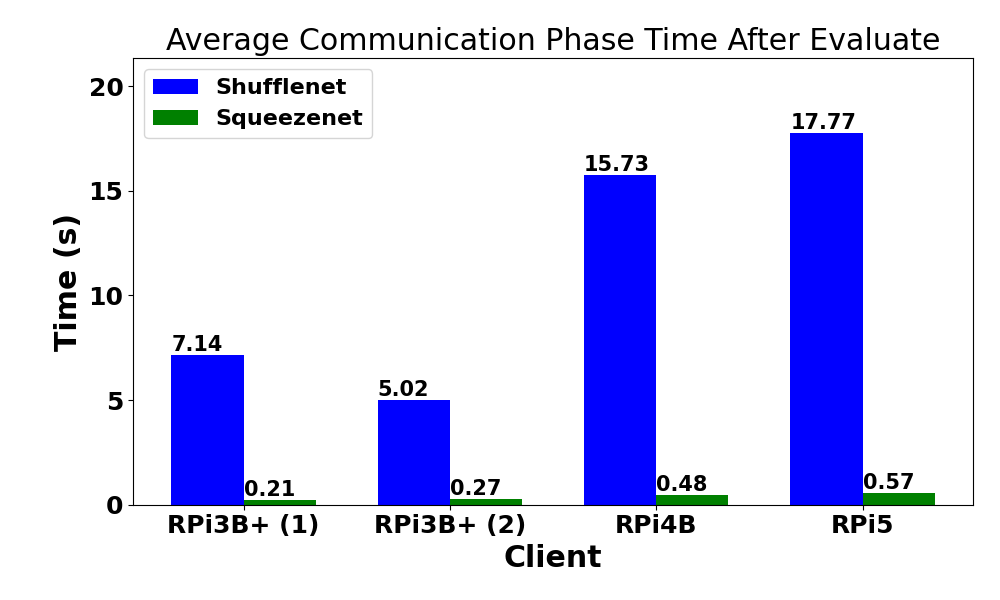 Average Communication Phase Time After Evaluate
Shufflenet
Squeezenet
Time (s)
20
15
10
5
0
7.14
0.21
5.02
0.27
15.73
0.48
17.77
0.57
RPi3B+ (1)
RPi3B+ (2)
RPi4B
RPi5
Client